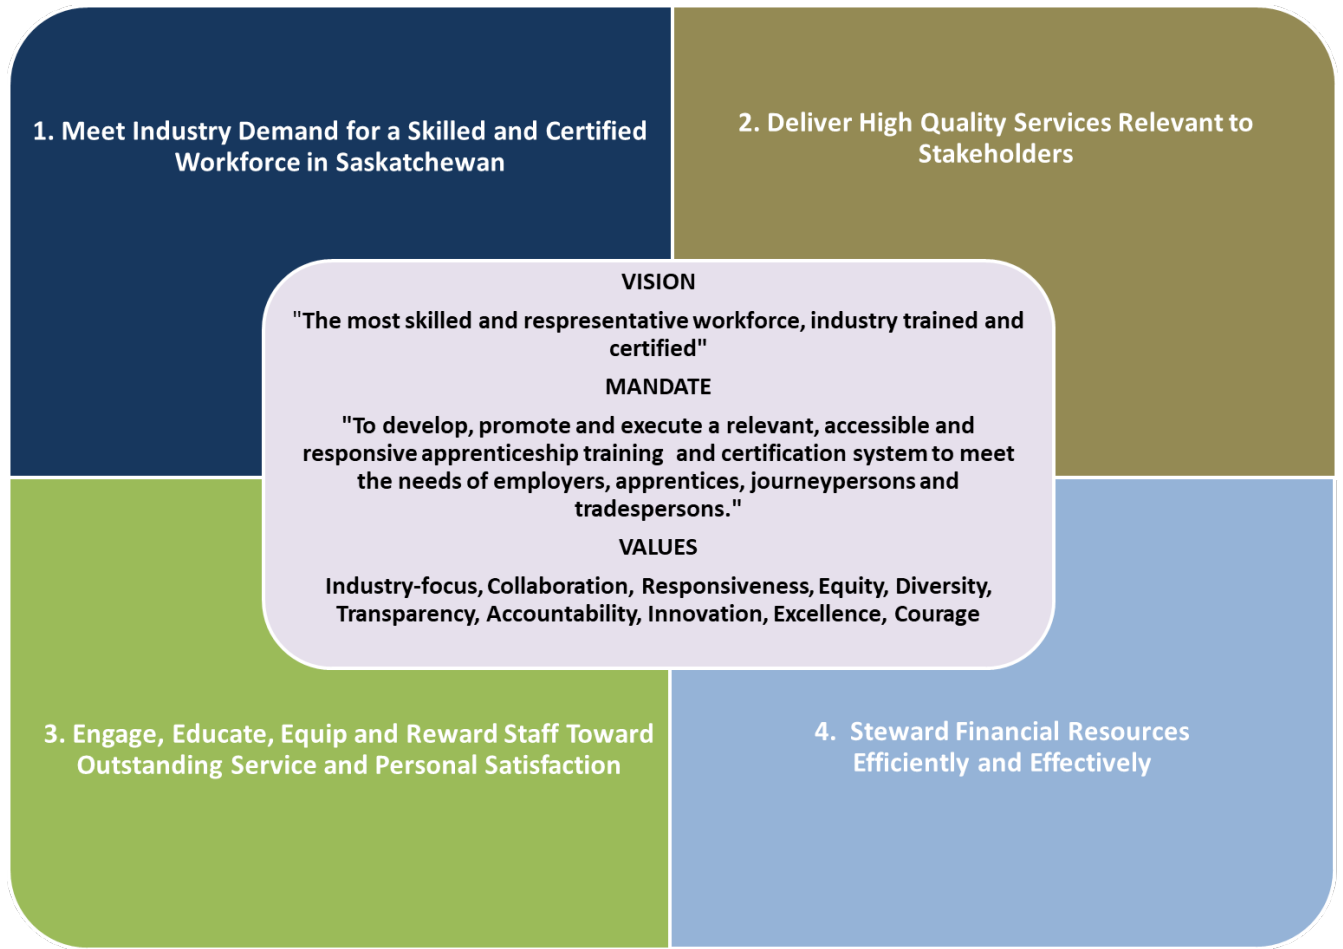 1. Meet Industry Demand for a Skilled and Certified
Workforce in Saskatchewan
2. Deliver High Quality Services Relevant to
Stakeholders
VISION
"The most skilled and respresentative workforce, industry trained and
certified"
MANDATE
"To develop, promote and execute a relevant, accessible and
responsive apprenticeship training  and certification system to meet
the needs of employers, apprentices, journeypersons and
tradespersons."
VALUES
Industry-focus, Collaboration, Responsiveness, Equity, Diversity,
Transparency, Accountability, Innovation, Excellence, Courage
3. Engage, Educate, Equip and Reward Staff Toward
Outstanding Service and Personal Satisfaction
4.  Steward Financial Resources
Efficiently and Effectively